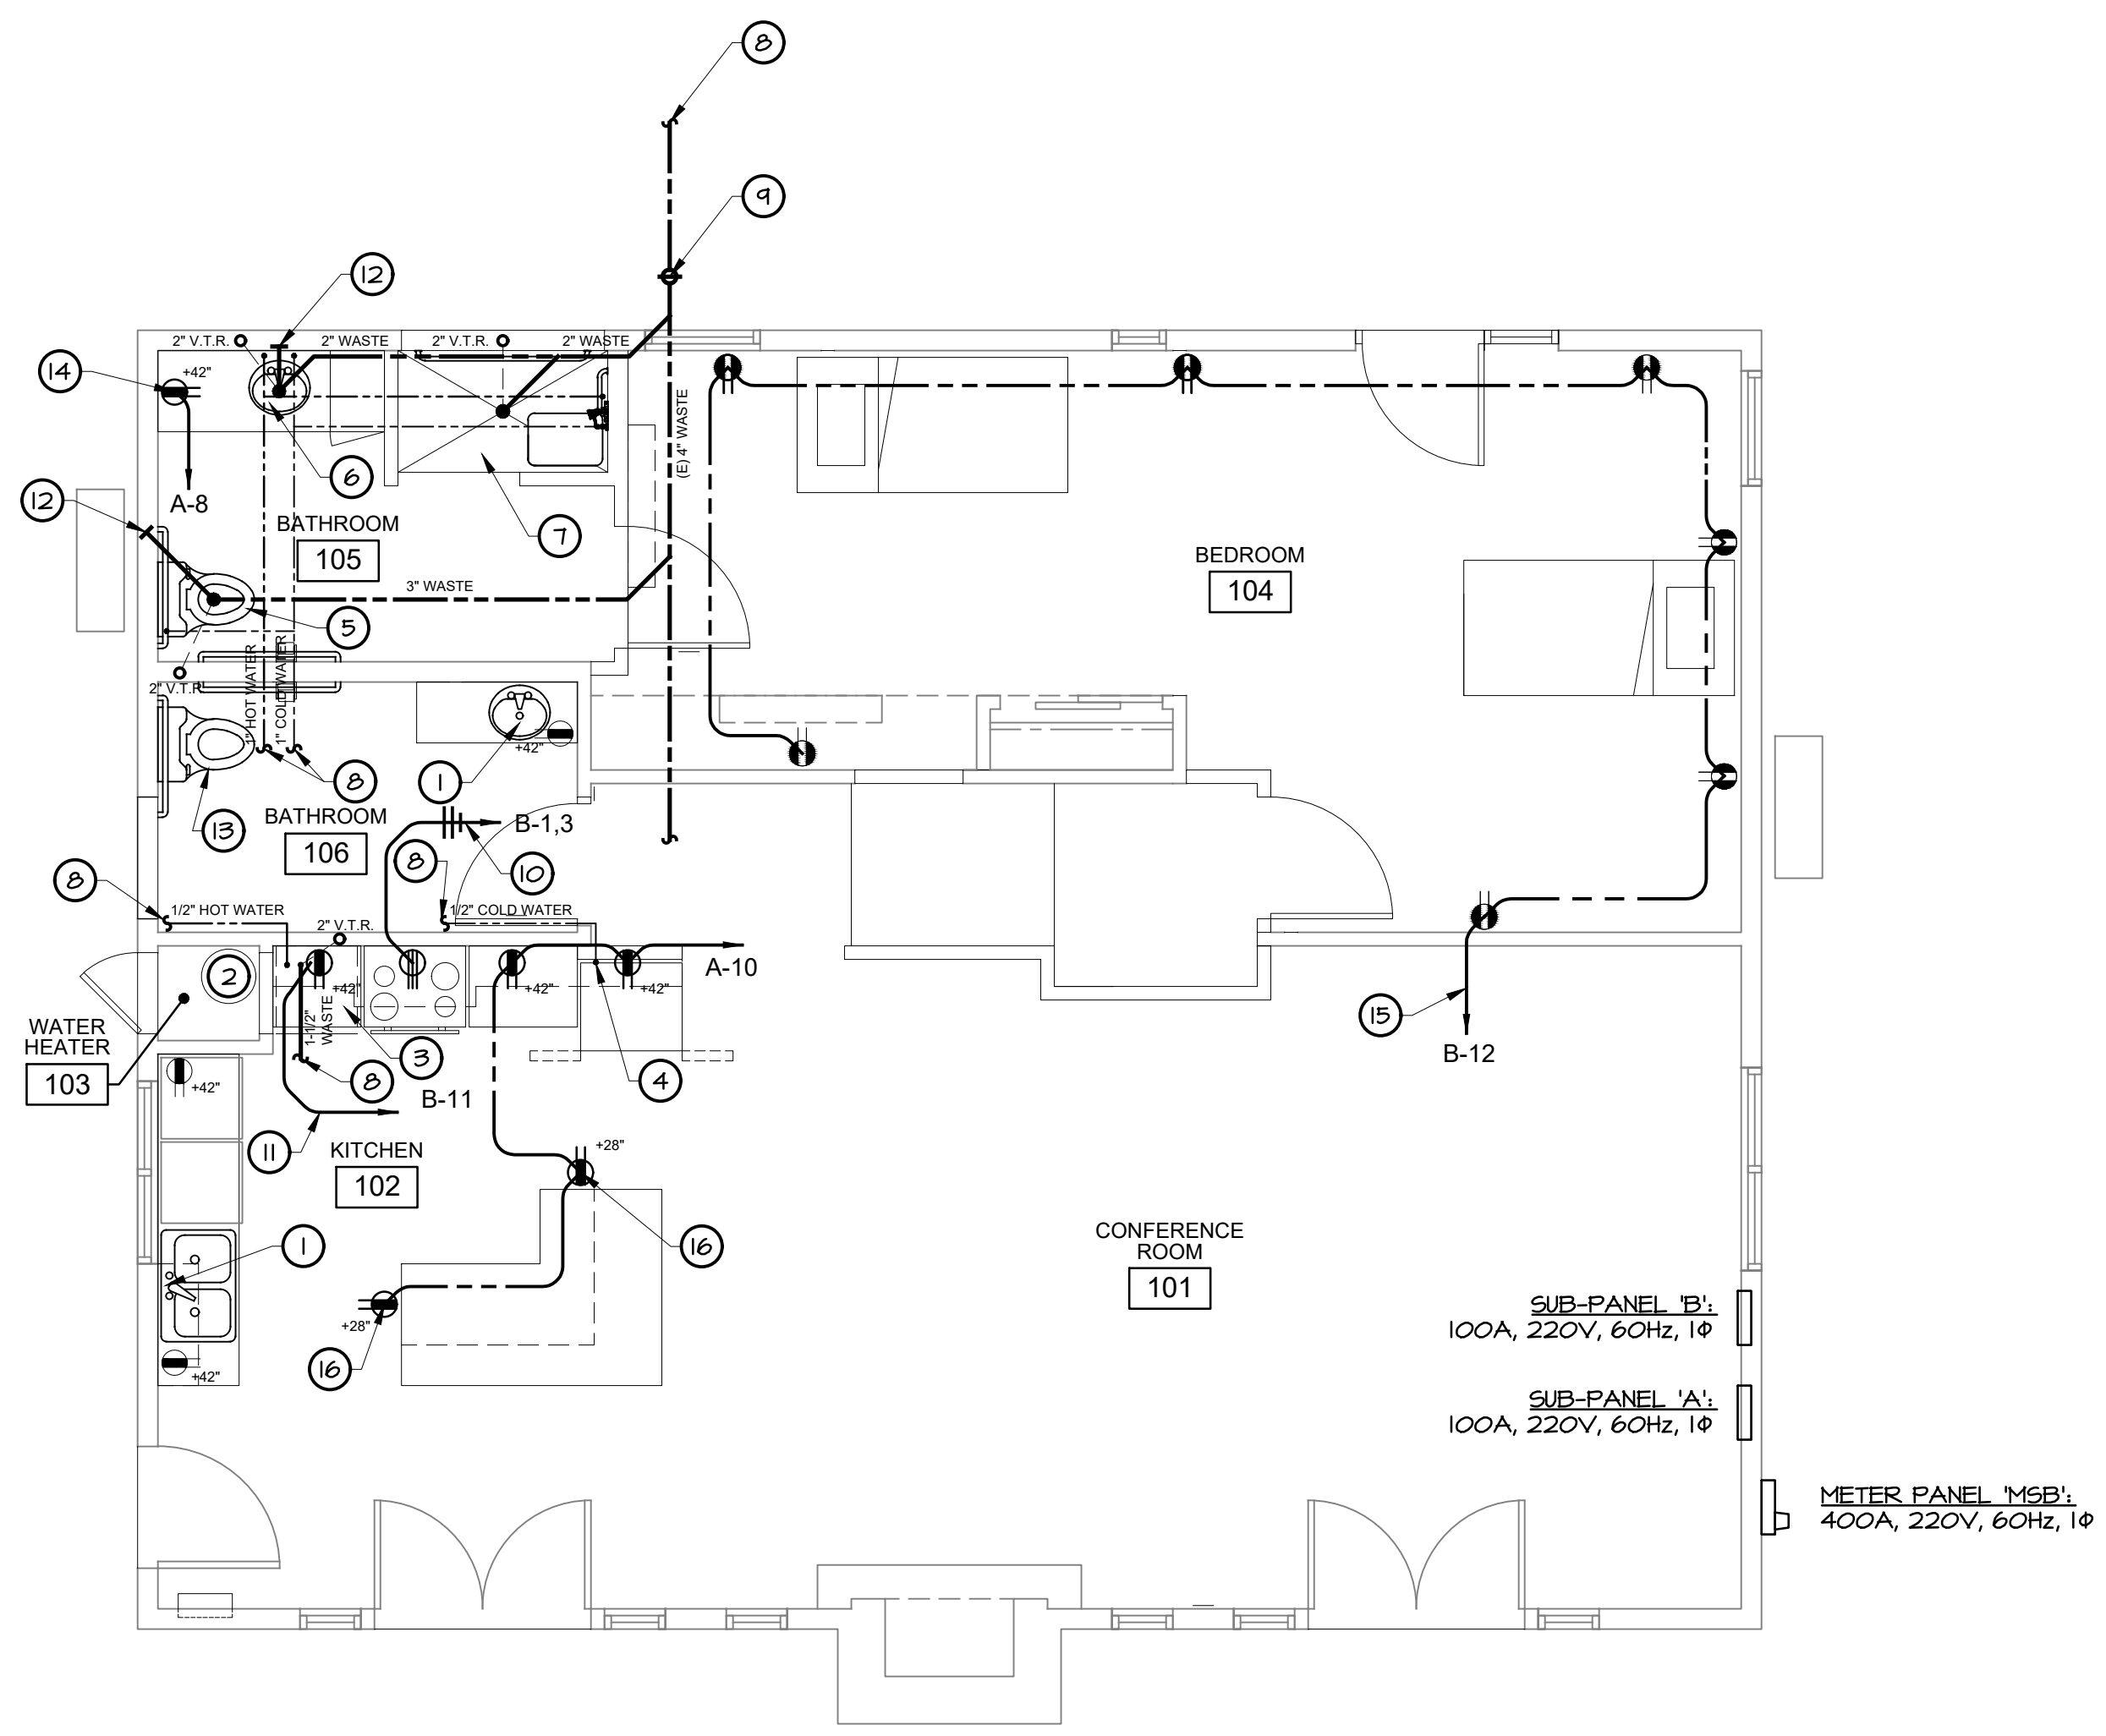 8
9
12
2" V.T.R.
2" WASTE
2" V.T.R.
2" WASTE
14
+42"
(E) 4" WASTE
6
12
A-8
7
BATHROOM
105
BEDROOM
104
3" WASTE
5
1" HOT WATER
1" COLD WATER
2" V.T.R.
+42"
8
1
13
BATHROOM
106
B-1,3
8
10
8
1/2" HOT WATER
1/2" COLD WATER
2" V.T.R.
A-10
2
+42"
+42"
+42"
1-1/2"
WASTE
15
WATER
HEATER
103
3
B-12
8
4
+42"
B-11
11
KITCHEN
102
+28"
1
16
CONFERENCE
ROOM
101
+28"
16
+42"
SUB-PANEL 'B':
100A, 220V, 60Hz, 1Φ
SUB-PANEL 'A':
100A, 220V, 60Hz, 1Φ
METER PANEL 'MSB':
400A, 220V, 60Hz, 1Φ